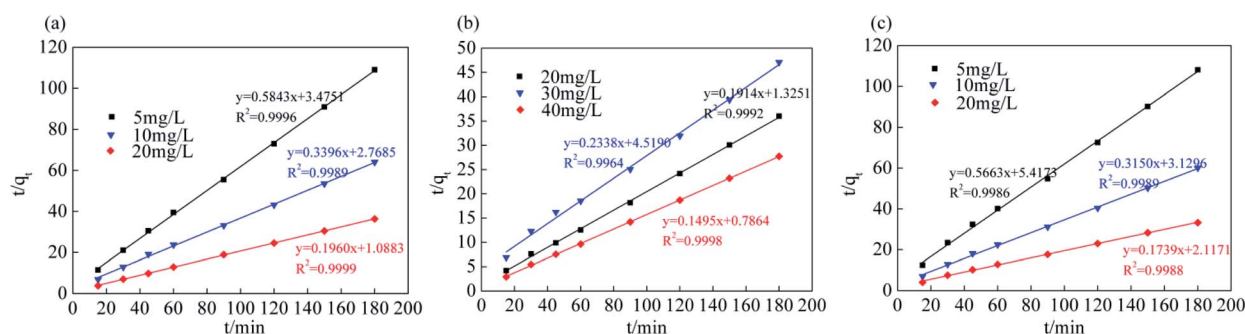 (a)
120
100
80
60
40
20
0
t/qt
5mg/L
10mg/L
20mg/L
y=0.5843x+3.4751
R²=0.9996
y=0.3396x+2.7685
R²=0.9989
y=0.1960x+1.0883
R²=0.9999
0 20 40 60 80 100 120 140 160 180 200
t/min
(b)
50
45
40
35
30
25
20
15
10
5
0
20mg/L
30mg/L
40mg/L
y=0.1914x+1.3251
R²=0.9992
y=0.2338x+4.5190
R²=0.9964
y=0.1495x+0.7864
R²=0.9998
0 20 40 60 80 100 120 140 160 180 200
t/min
(c)
120
100
80
60
40
20
0
t/qt
5mg/L
10mg/L
20mg/L
y=0.5663x+5.4173
R²=0.9986
y=0.3150x+3.1296
R²=0.9989
y=0.1739x+2.1171
R²=0.9988
0 20 40 60 80 100 120 140 160 180 200
t/min